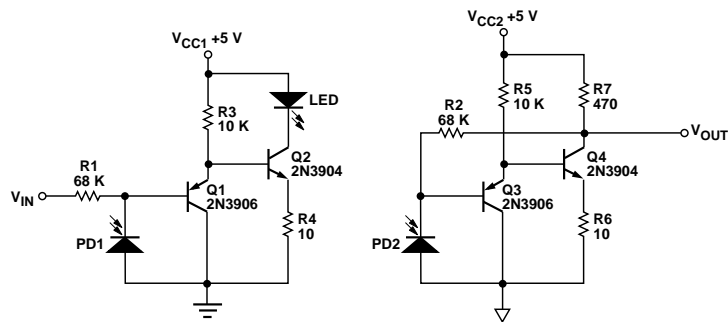 VCC1 +5 V
R3
10 K
LED
Q2
2N3904
R1
68 K
VIN
Q1
2N3906
R4
10
PD1
VCC2 +5 V
R5
10 K
R7
470
R2
68 K
VOUT
Q4
2N3904
Q3
2N3906
R6
10
PD2